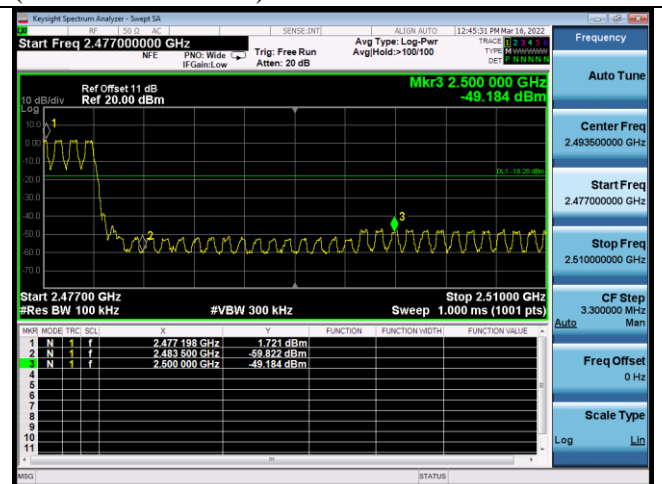 Keysight Spectrum Analyzer - Swept SA
RF 50 Ω AC SENSE:INT ALIGN AUTO 12:45:31 PM Mar 16, 2022
Start Freq 2.477000000 GHz
NFE PNO: Wide IFGain:Low Trig: Free Run Atten: 20 dB
Avg Type: Log-Pwr Avg|Hold:>100/100
TRACE 1 2 3 4 5 6
TYPE M WWWWW
DET P N N N N N
Ref Offset 11 dB
10 dB/div Ref 20.00 dBm
Log
Mkr3 2.500 000 GHz
-49.184 dBm
10.0
0.00
-10.0
-20.0
-30.0
-40.0
-50.0
-60.0
-70.0
1
2
3
DL1 -18.28 dBm
Start 2.47700 GHz Stop 2.51000 GHz
#Res BW 100 kHz #VBW 300 kHz Sweep 1.000 ms (1001 pts)
MKR MODE TRC SCL X Y FUNCTION FUNCTION WIDTH FUNCTION VALUE
1 N 1 f 2.477 198 GHz 1.721 dBm
2 N 1 f 2.483 500 GHz -59.822 dBm
3 N 1 f 2.500 000 GHz -49.184 dBm
4
5
6
7
8
9
10
11
MSG STATUS
Frequency
Auto Tune
Center Freq
2.493500000 GHz
Start Freq
2.477000000 GHz
Stop Freq
2.510000000 GHz
CF Step
3.300000 MHz
Auto Man
Freq Offset
0 Hz
Scale Type
Log Lin